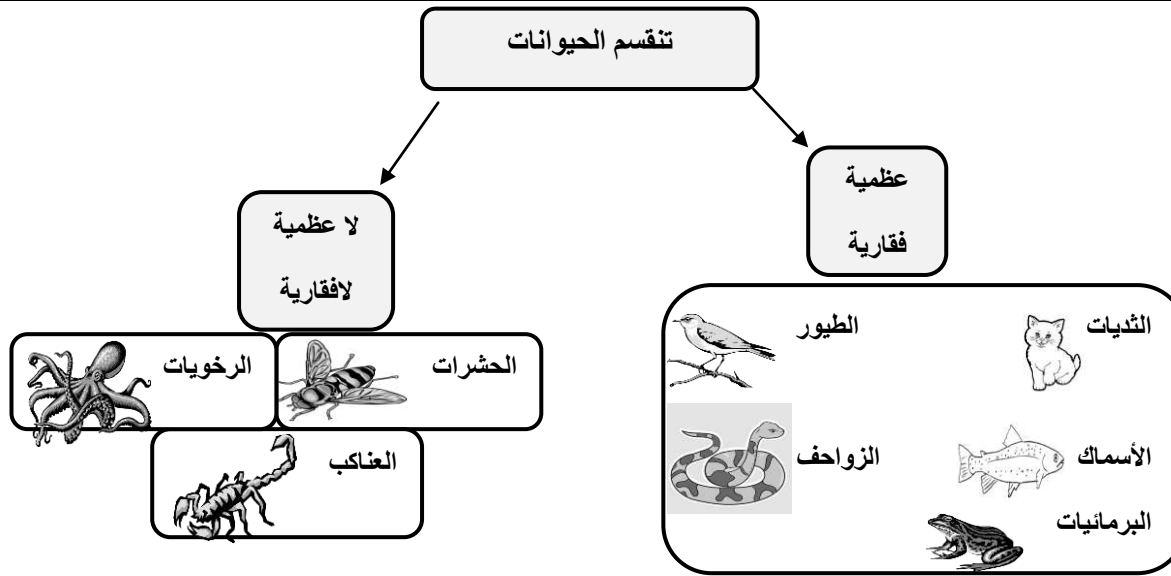 تنقسم الحيوانات
عظمية
فقارية
لا عظمية
لافقارية
الثديات
الطيور
الأسماك
الزواحف
البرمائيات
الحشرات
الرخويات
العناكب